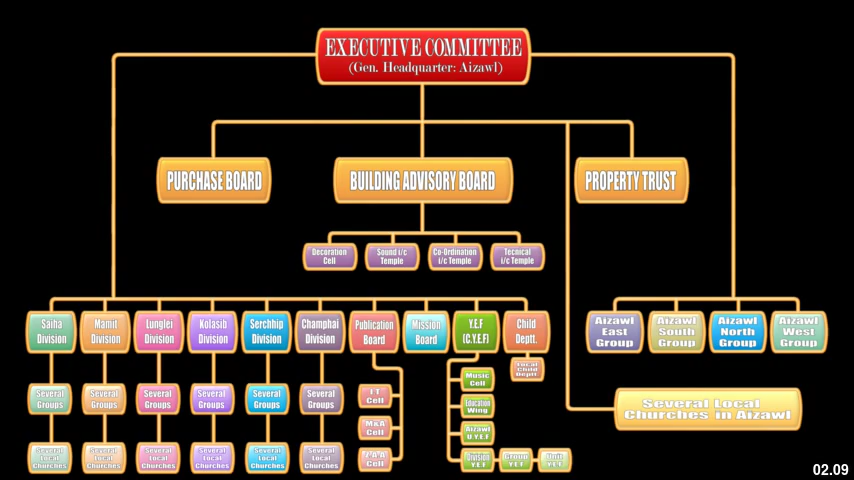 EXECUTIVE COMMITTEE
(Gen. Headquarter: Aizawl)
PURCHASE BOARD
BUILDING ADVISORY BOARD
PROPERTY TRUST
Decoration
Cell
Sound i/c
Temple
Co-Ordination
i/c Temple
Tecnical
i/c Temple
Saiha
Division
Mamit
Division
Lunglei
Division
Kolasib
Division
Serchhip
Division
Champhai
Division
Publication
Board
Mission
Board
Y.E.F
(C.Y.E.F)
Child
Deptt.
Aizawl
East
Group
Aizawl
South
Group
Aizawl
North
Group
Aizawl
West
Group
Local
Child
Deptt
Music
Cell
Several
Groups
Several
Groups
Several
Groups
Several
Groups
Several
Groups
Several
Groups
I.T
Cell
Education
Wing
Several Local
Churches in Aizawl
M&A
Cell
Aizawl
U.Y.E.F
Several
Local
Churches
Several
Local
Churches
Several
Local
Churches
Several
Local
Churches
Several
Local
Churches
Several
Local
Churches
Cell
Division
Y.E.F
Group
Y.E.F
Unit
Y.E.F
02.09